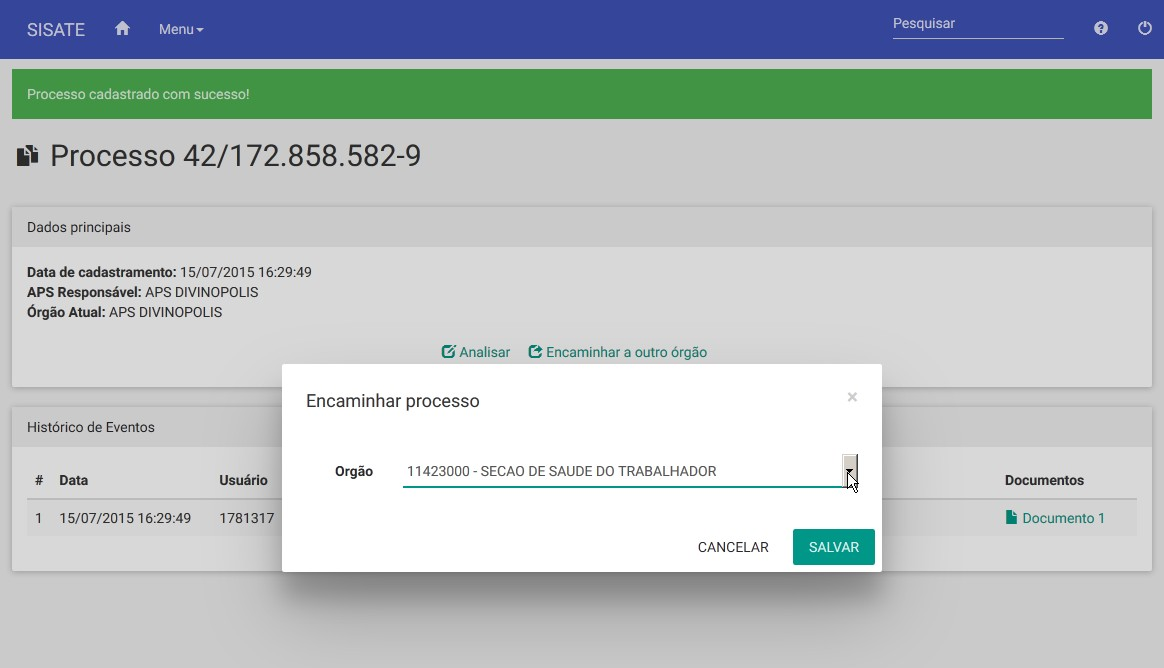 SISATE
Menu
Pesquisar
Processo cadastrado com sucesso!
Processo 42/172.858.582-9
Dados principais
Data de cadastramento: 15/07/2015 16:29:49
APS Responsável: APS DIVINOPOLIS
Órgão Atual: APS DIVINOPOLIS
Analisar Encaminhar a outro órgão
Encaminhar processo ×
Orgão 11423000 - SECAO DE SAUDE DO TRABALHADOR
CANCELAR SALVAR
Histórico de Eventos
# Data Usuário Documentos
1 15/07/2015 16:29:49 1781317 Documento 1